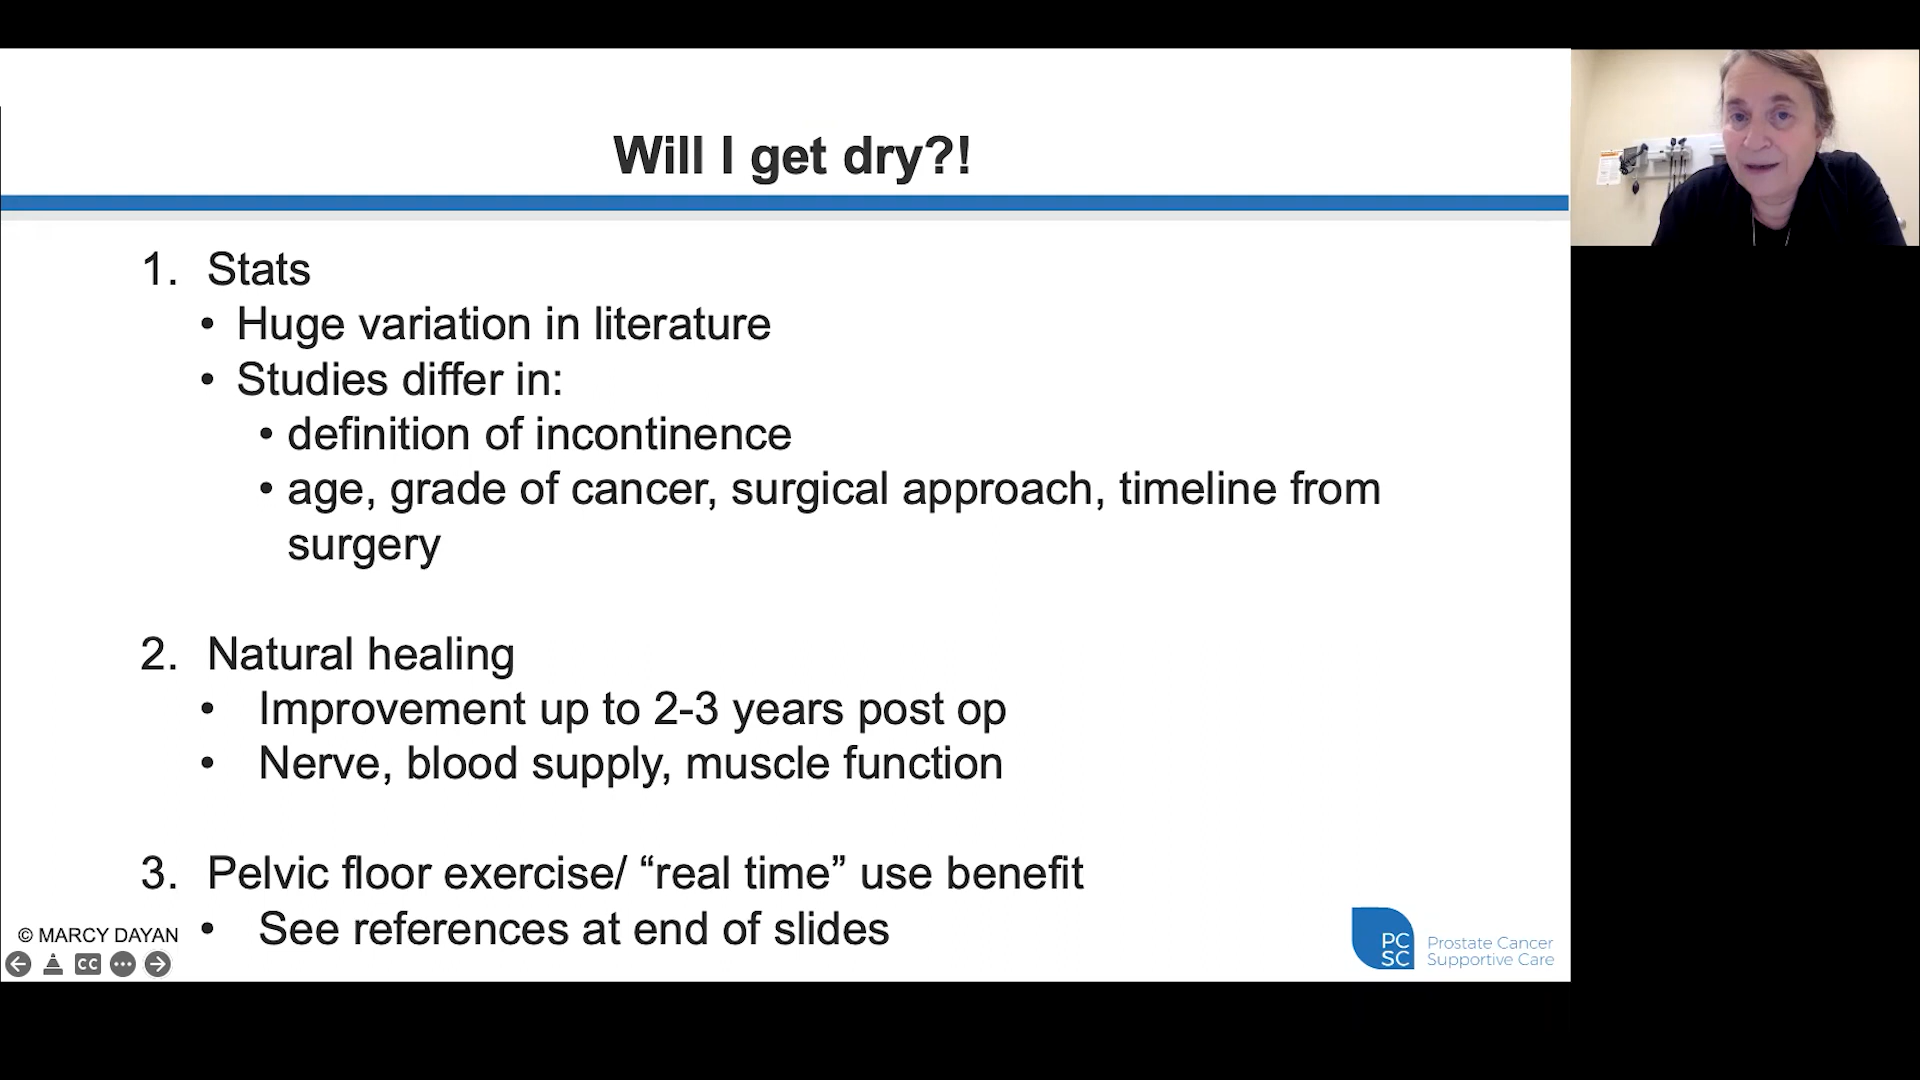 Will I get dry?!
1. Stats
• Huge variation in literature
• Studies differ in:
• definition of incontinence
• age, grade of cancer, surgical approach, timeline from
surgery
2. Natural healing
• Improvement up to 2-3 years post op
• Nerve, blood supply, muscle function
3. Pelvic floor exercise/ “real time” use benefit
• See references at end of slides
© MARCY DAYAN
CC
PC
SC
Prostate Cancer
Supportive Care